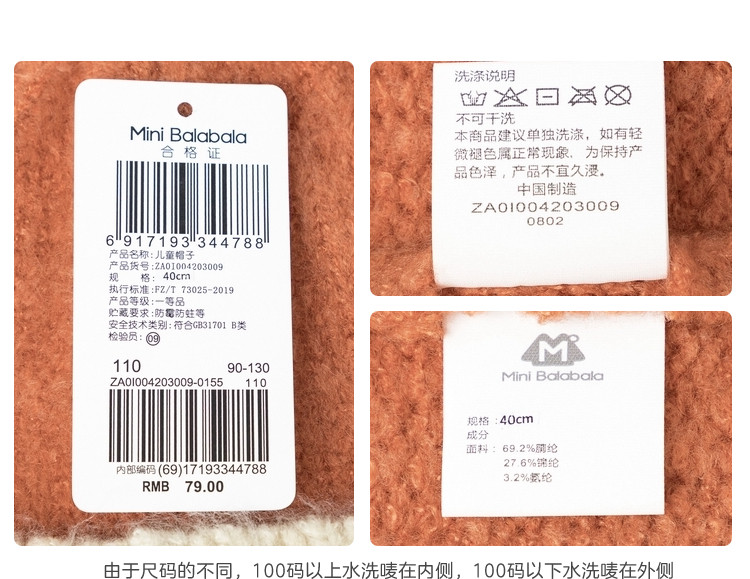 Mini Balabala
合格证
6 917193 344788
产品名称:儿童帽子
产品货号:ZA0I004203009
规 格: 40cm
执行标准:FZ/T 73025-2019
产品等级:一等品
贮藏要求:防霉防蛀等
安全技术类别:符合GB31701 B类
检验员:09
110 90-130
ZA0I004203009-0155 110
内部编码(69)17193344788
RMB 79.00
洗涤说明
不可干洗
本商品建议单独洗涤，如有轻
微褪色属正常现象. 为保持产
品色泽，产品不宜久浸。
中国制造
ZA0I004203009
0802
Mini Balabala
规格:40cm
成分
面料: 69.2%腈纶
27.6%锦纶
3.2%氨纶
由于尺码的不同，100码以上水洗唛在内侧，100码以下水洗唛在外侧